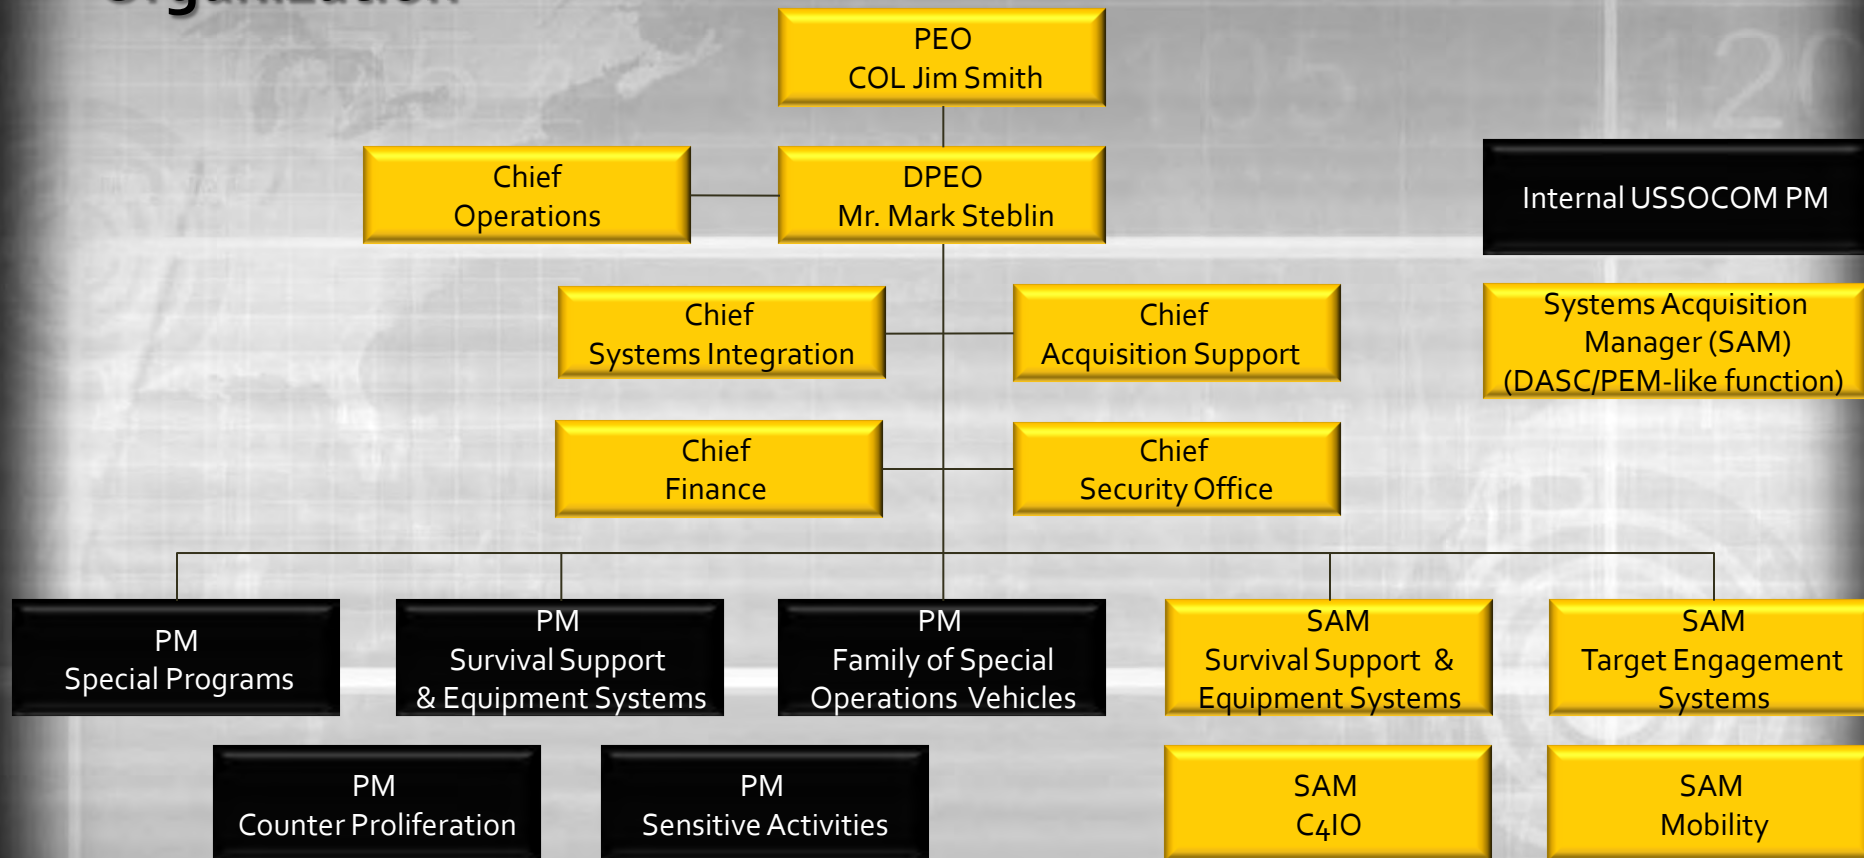 Organization
PEO
COL Jim Smith
Chief
Operations
DPEO
Mr. Mark Steblin
Internal USSOCOM PM
Chief
Systems Integration
Chief
Acquisition Support
Systems Acquisition
Manager (SAM)
(DASC/PEM-like function)
Chief
Finance
Chief
Security Office
PM
Special Programs
PM
Survival Support
& Equipment Systems
PM
Family of Special
Operations Vehicles
SAM
Survival Support &
Equipment Systems
SAM
Target Engagement
Systems
PM
Counter Proliferation
PM
Sensitive Activities
SAM
C4IO
SAM
Mobility
105